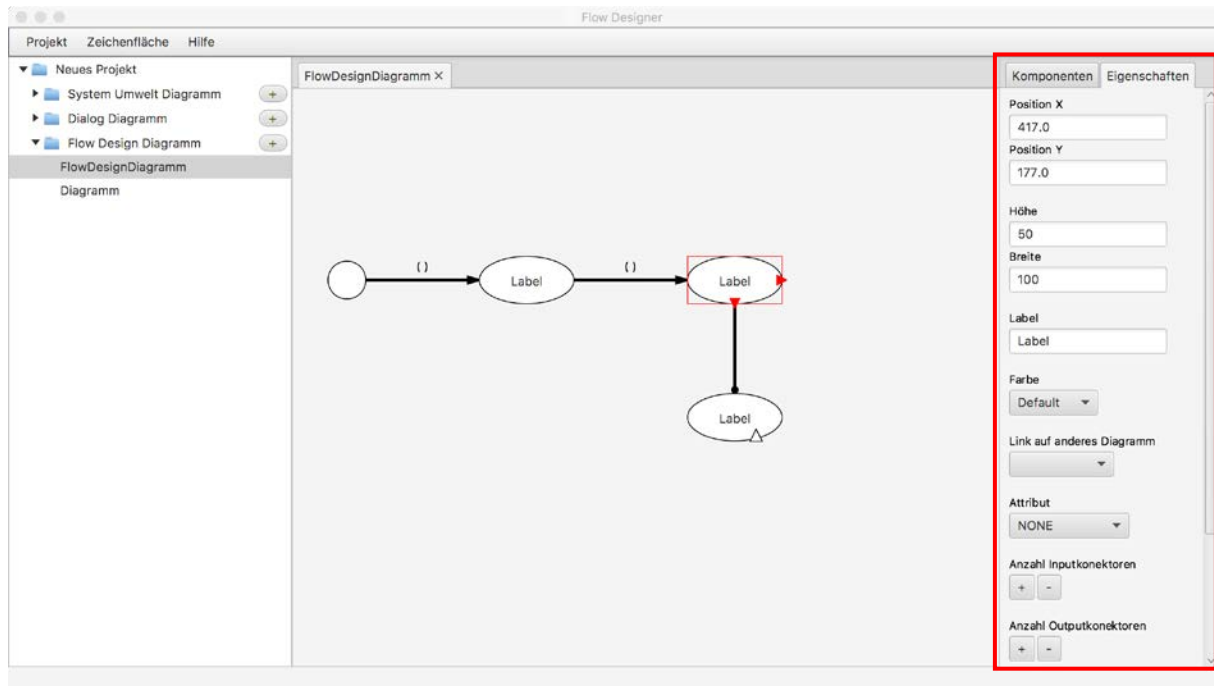 Flow Designer
Projekt Zeichenfläche Hilfe
Neues Projekt
System Umwelt Diagramm +
Dialog Diagramm +
Flow Design Diagramm +
FlowDesignDiagramm
Diagramm
FlowDesignDiagramm ×
( ) ( )
Label Label
Label
Komponenten Eigenschaften
Position X
417.0
Position Y
177.0
Höhe
50
Breite
100
Label
Label
Farbe
Default
Link auf anderes Diagramm
Attribut
NONE
Anzahl Inputkonektoren
+ -
Anzahl Outputkonektoren
+ -